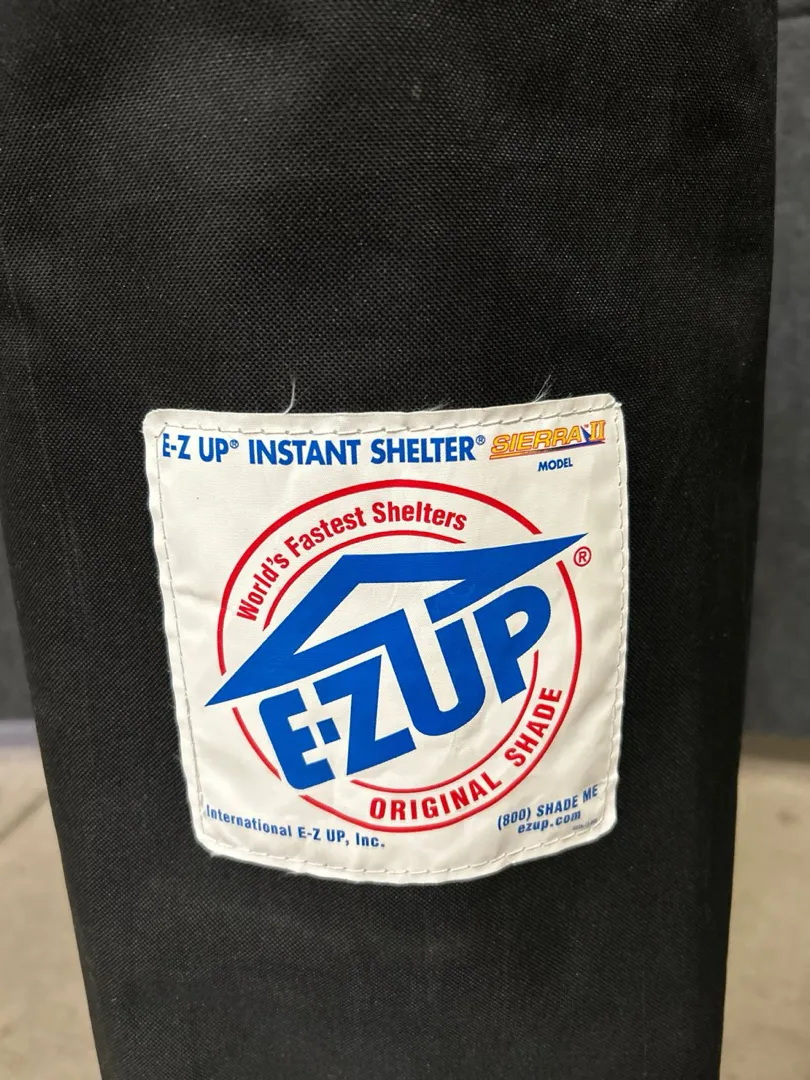 E-Z UP® INSTANT SHELTER® SIERRA II
MODEL
World's Fastest Shelters
E-Z UP ®
ORIGINAL SHADE
International E-Z UP, Inc.
(800) SHADE ME
ezup.com